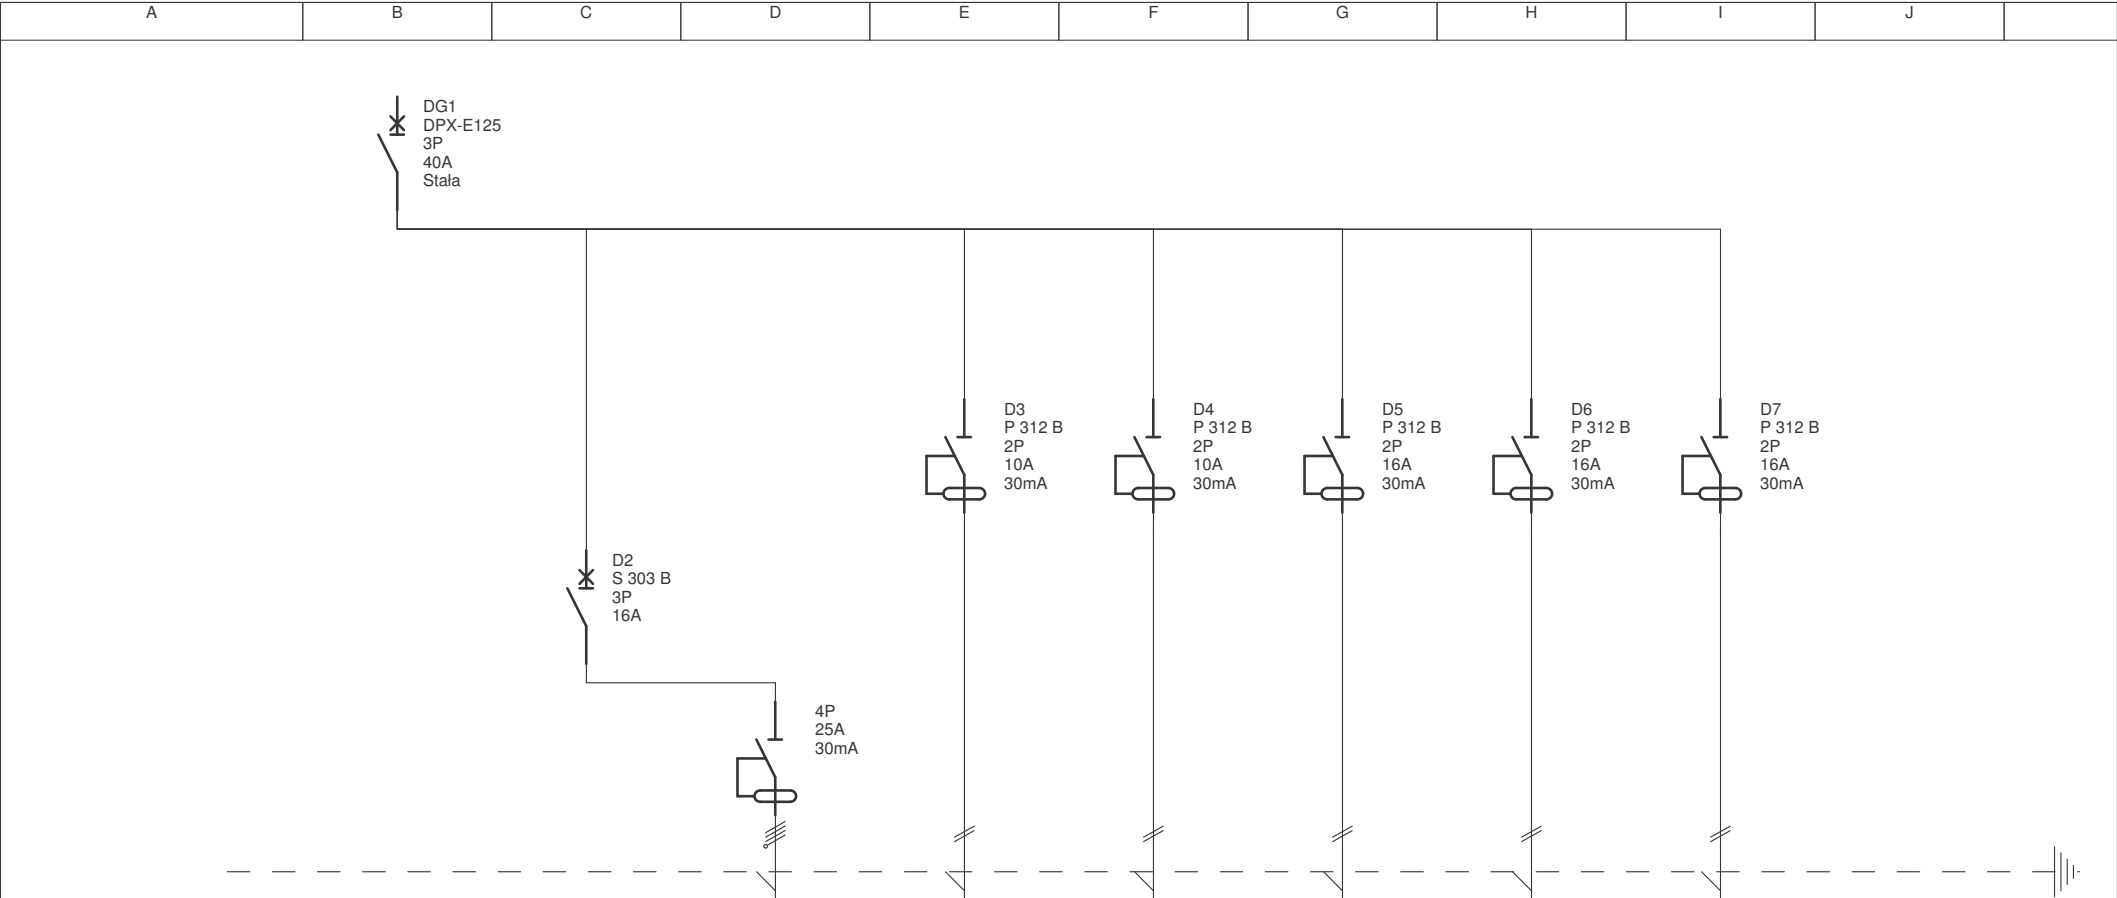 A B C D E F G H I J
DG1
DPX-E125
3P
40A
Stała
D3
P 312 B
2P
10A
30mA
D4
P 312 B
2P
10A
30mA
D5
P 312 B
2P
16A
30mA
D6
P 312 B
2P
16A
30mA
D7
P 312 B
2P
16A
30mA
D2
S 303 B
3P
16A
4P
25A
30mA